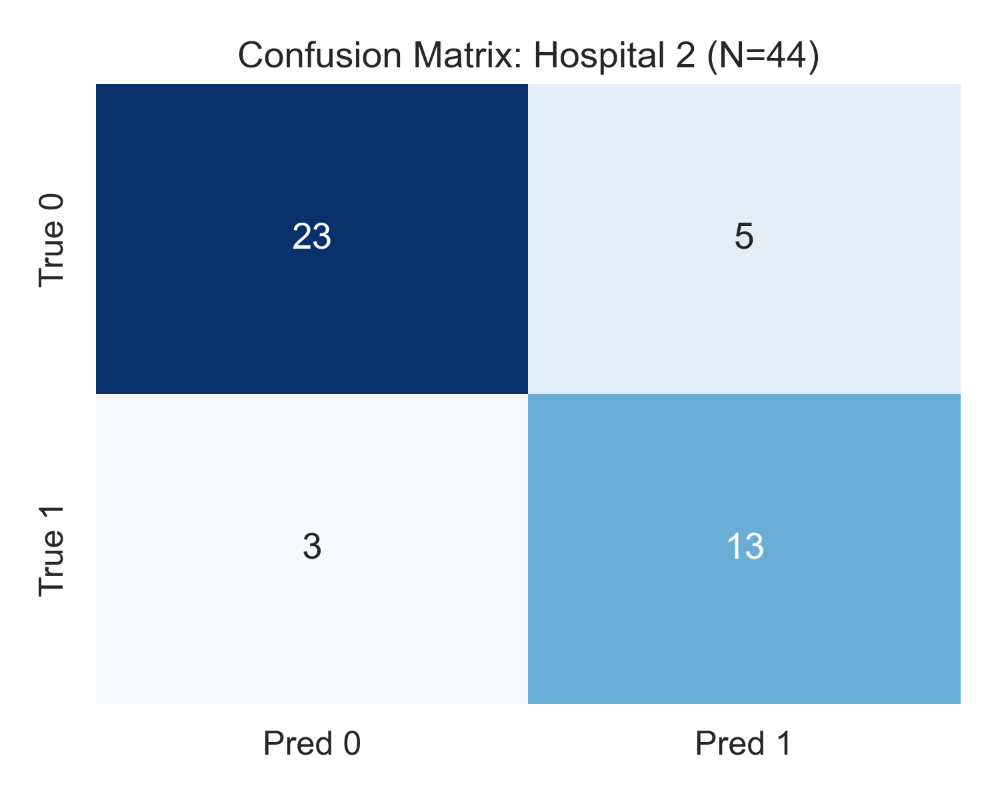 Confusion Matrix: Hospital 2 (N=44)
True 0
23
5
True 1
3
13
Pred 0
Pred 1